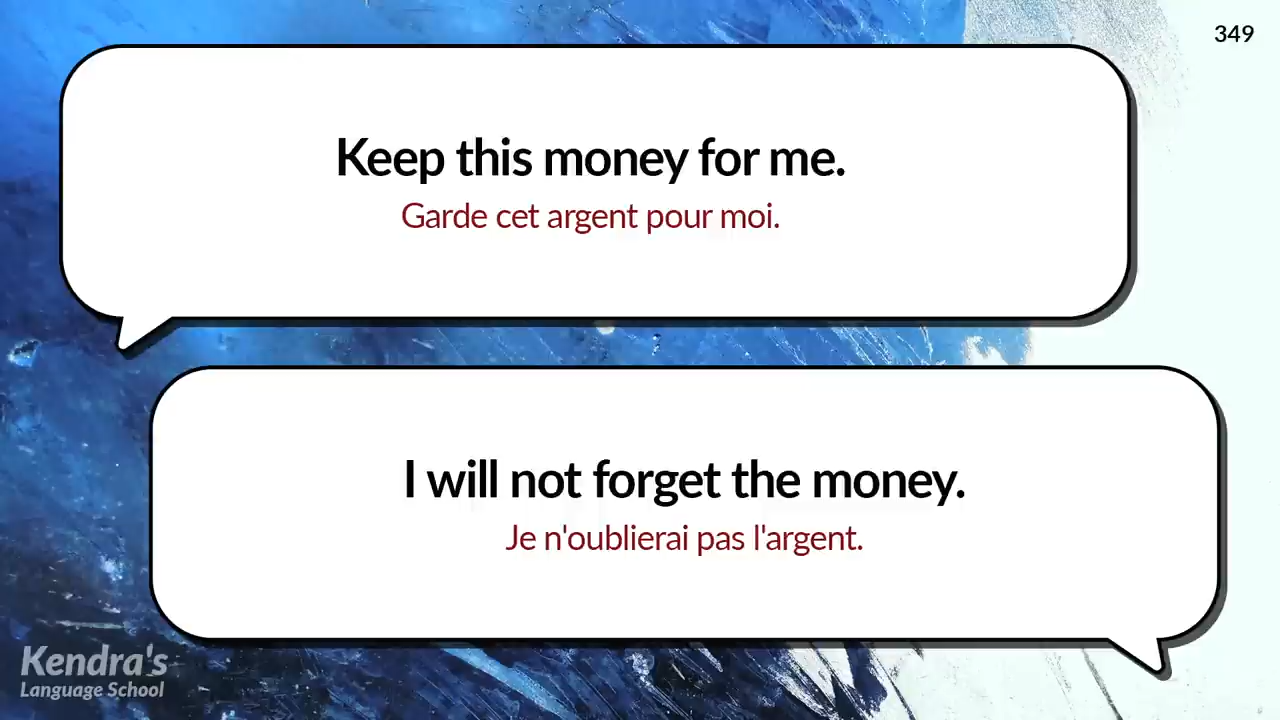 349
Keep this money for me.
Garde cet argent pour moi.
I will not forget the money.
Je n'oublierai pas l'argent.
Kendra's
Language School